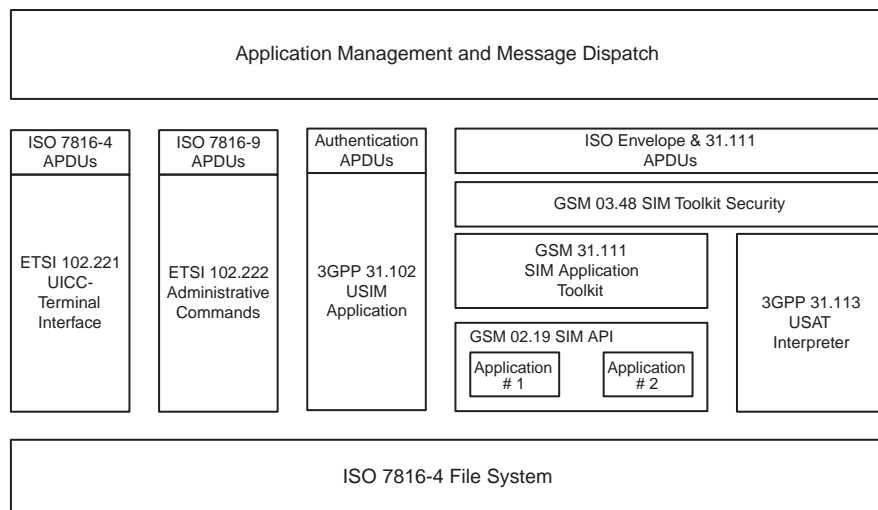 Application Management and Message Dispatch
ISO 7816-4
APDUs
ETSI 102.221
UICC-
Terminal
Interface
ISO 7816-9
APDUs
ETSI 102.222
Administrative
Commands
Authentication
APDUs
3GPP 31.102
USIM
Application
ISO Envelope & 31.111
APDUs
GSM 03.48 SIM Toolkit Security
GSM 31.111
SIM Application
Toolkit
GSM 02.19 SIM API
Application
# 1
Application
# 2
3GPP 31.113
USAT
Interpreter
ISO 7816-4 File System